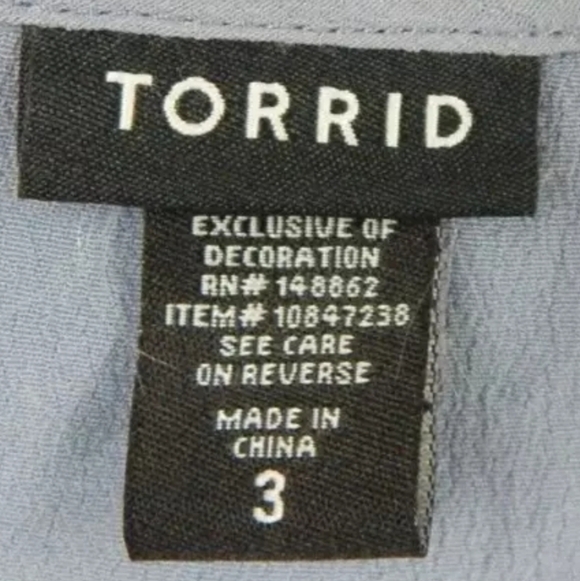 TORRID
EXCLUSIVE OF
DECORATION
RN# 148862
ITEM# 10847238
SEE CARE
ON REVERSE
MADE IN
CHINA
3